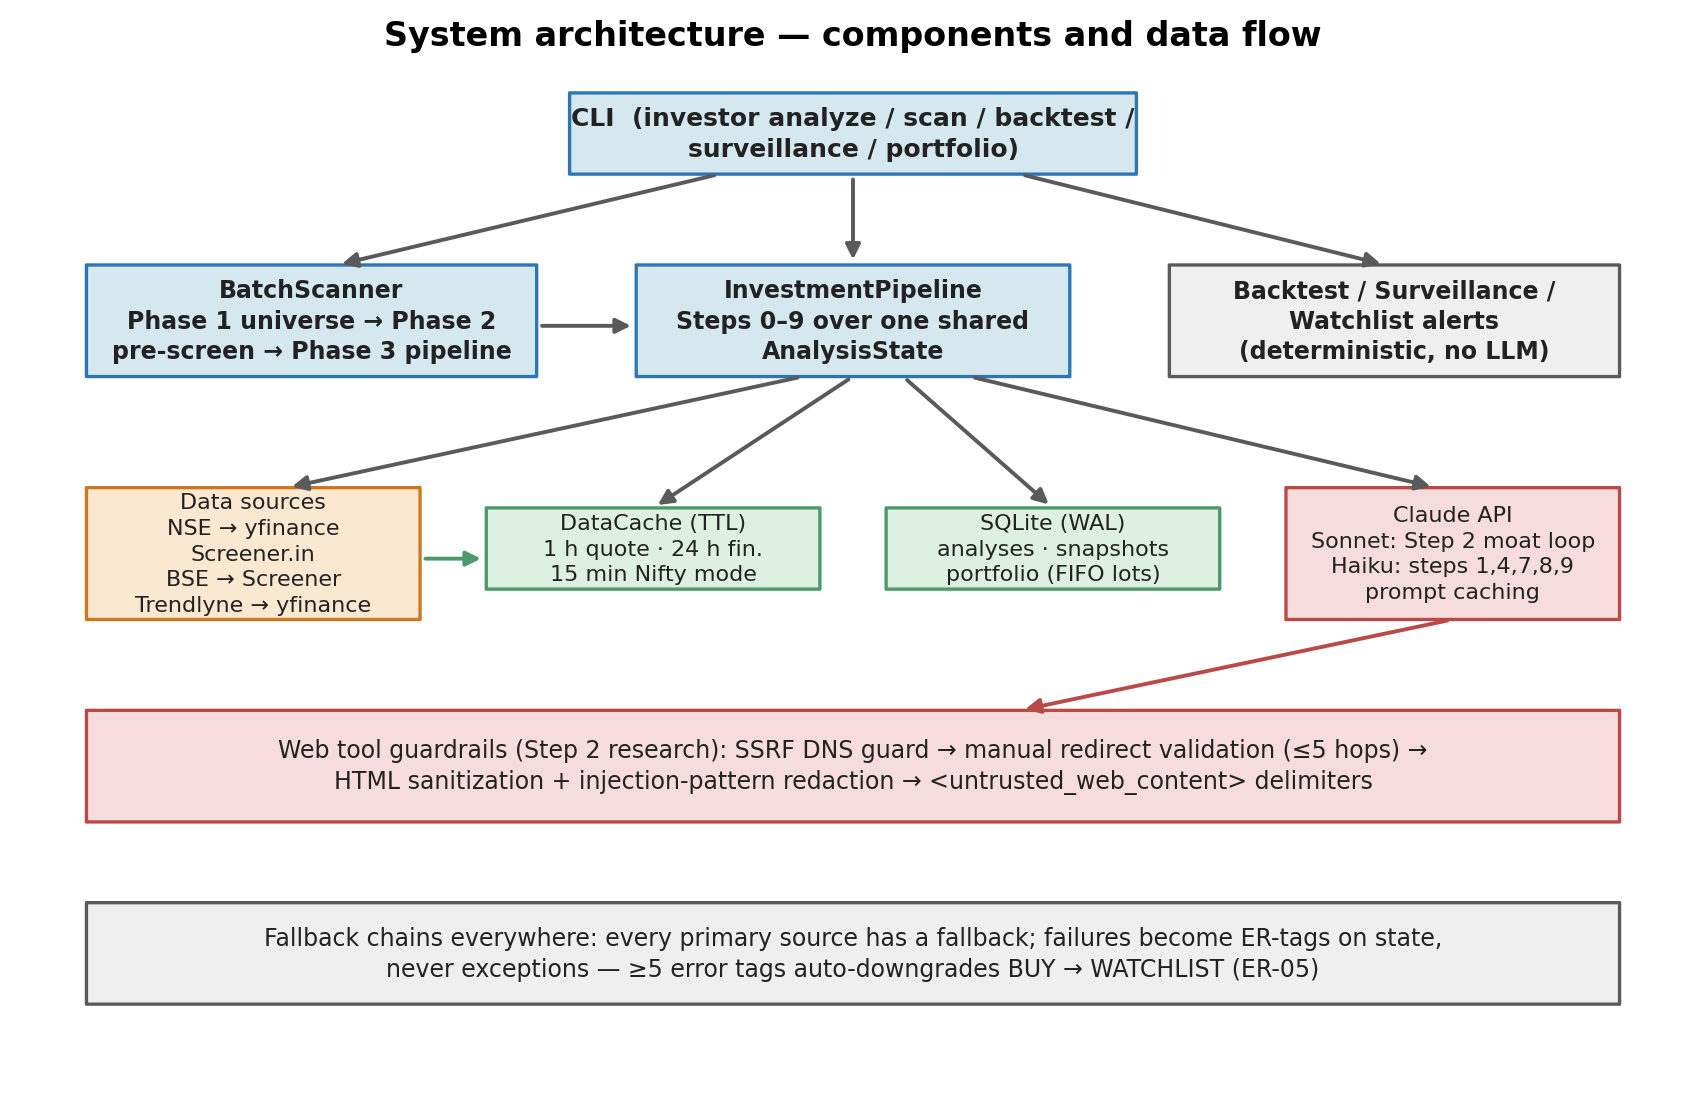 System architecture — components and data flow
CLI  (investor analyze / scan / backtest /
surveillance / portfolio)
BatchScanner
Phase 1 universe → Phase 2
pre-screen → Phase 3 pipeline
InvestmentPipeline
Steps 0–9 over one shared
AnalysisState
Backtest / Surveillance /
Watchlist alerts
(deterministic, no LLM)
Data sources
NSE → yfinance
Screener.in
BSE → Screener
Trendlyne → yfinance
DataCache (TTL)
1 h quote · 24 h fin.
15 min Nifty mode
SQLite (WAL)
analyses · snapshots
portfolio (FIFO lots)
Claude API
Sonnet: Step 2 moat loop
Haiku: steps 1,4,7,8,9
prompt caching
Web tool guardrails (Step 2 research): SSRF DNS guard → manual redirect validation (≤5 hops) →
HTML sanitization + injection-pattern redaction → <untrusted_web_content> delimiters
Fallback chains everywhere: every primary source has a fallback; failures become ER-tags on state,
never exceptions — ≥5 error tags auto-downgrades BUY → WATCHLIST (ER-05)